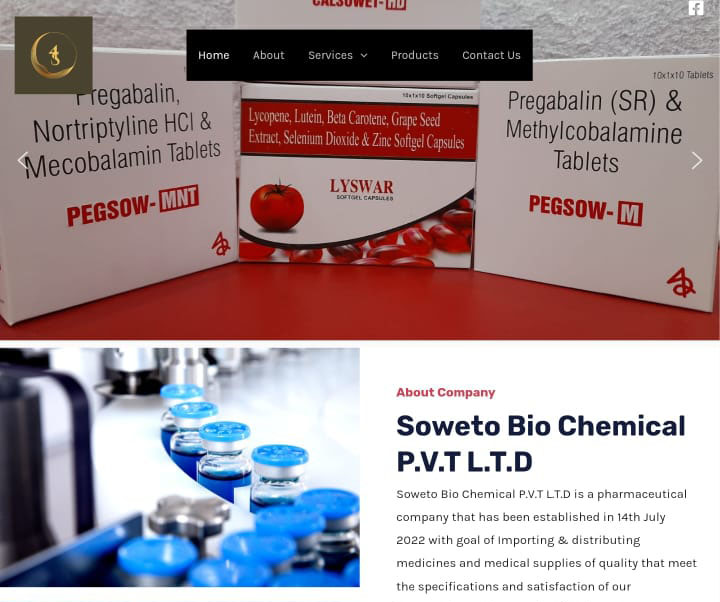 CALSOWET-HD
Home About Services Products Contact Us
Pregabalin,
Nortriptyline HCl &
Mecobalamin Tablets
PEGSOW-MNT
10x1x10 Softgel Capsules
Lycopene, Lutein, Beta Carotene, Grape Seed
Extract, Selenium Dioxide & Zinc Softgel Capsules
LYSWAR
SOFTGEL CAPSULES
10x1x10 Tablets
Pregabalin (SR) &
Methylcobalamine
Tablets
PEGSOW-M
About Company
Soweto Bio Chemical
P.V.T L.T.D
Soweto Bio Chemical P.V.T L.T.D is a pharmaceutical
company that has been established in 14th July
2022 with goal of Importing & distributing
medicines and medical supplies of quality that meet
the specifications and satisfaction of our